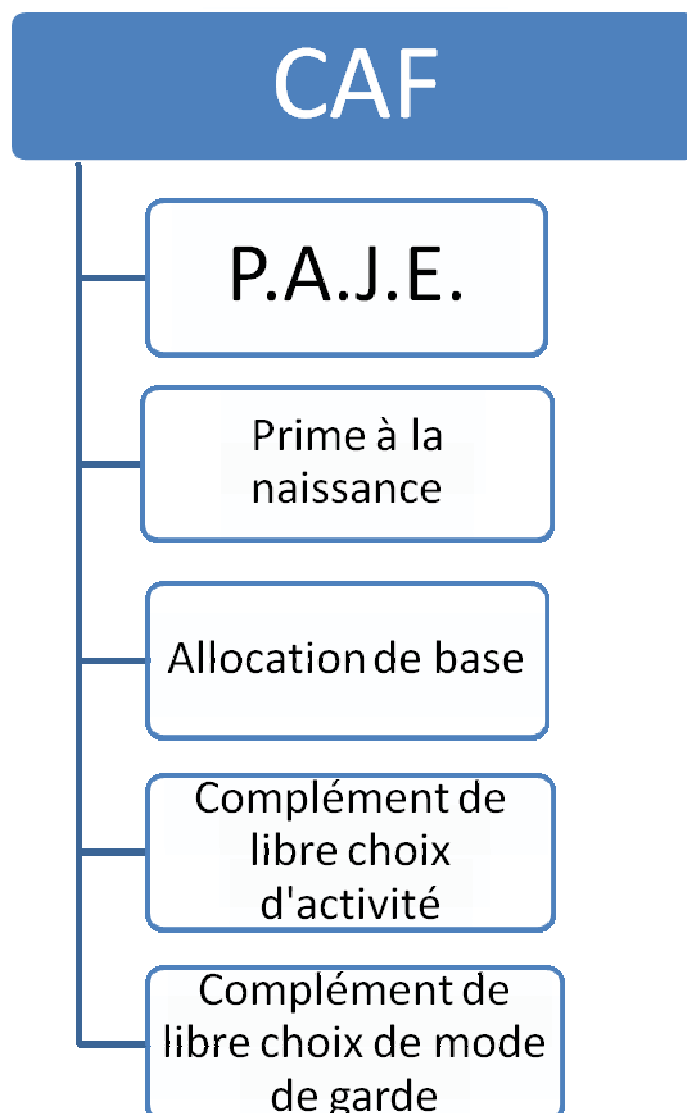 CAF
P.A.J.E.
Prime à la
naissance
Allocation de base
Complément de
libre choix
d'activité
Complément de
libre choix de mode
de garde